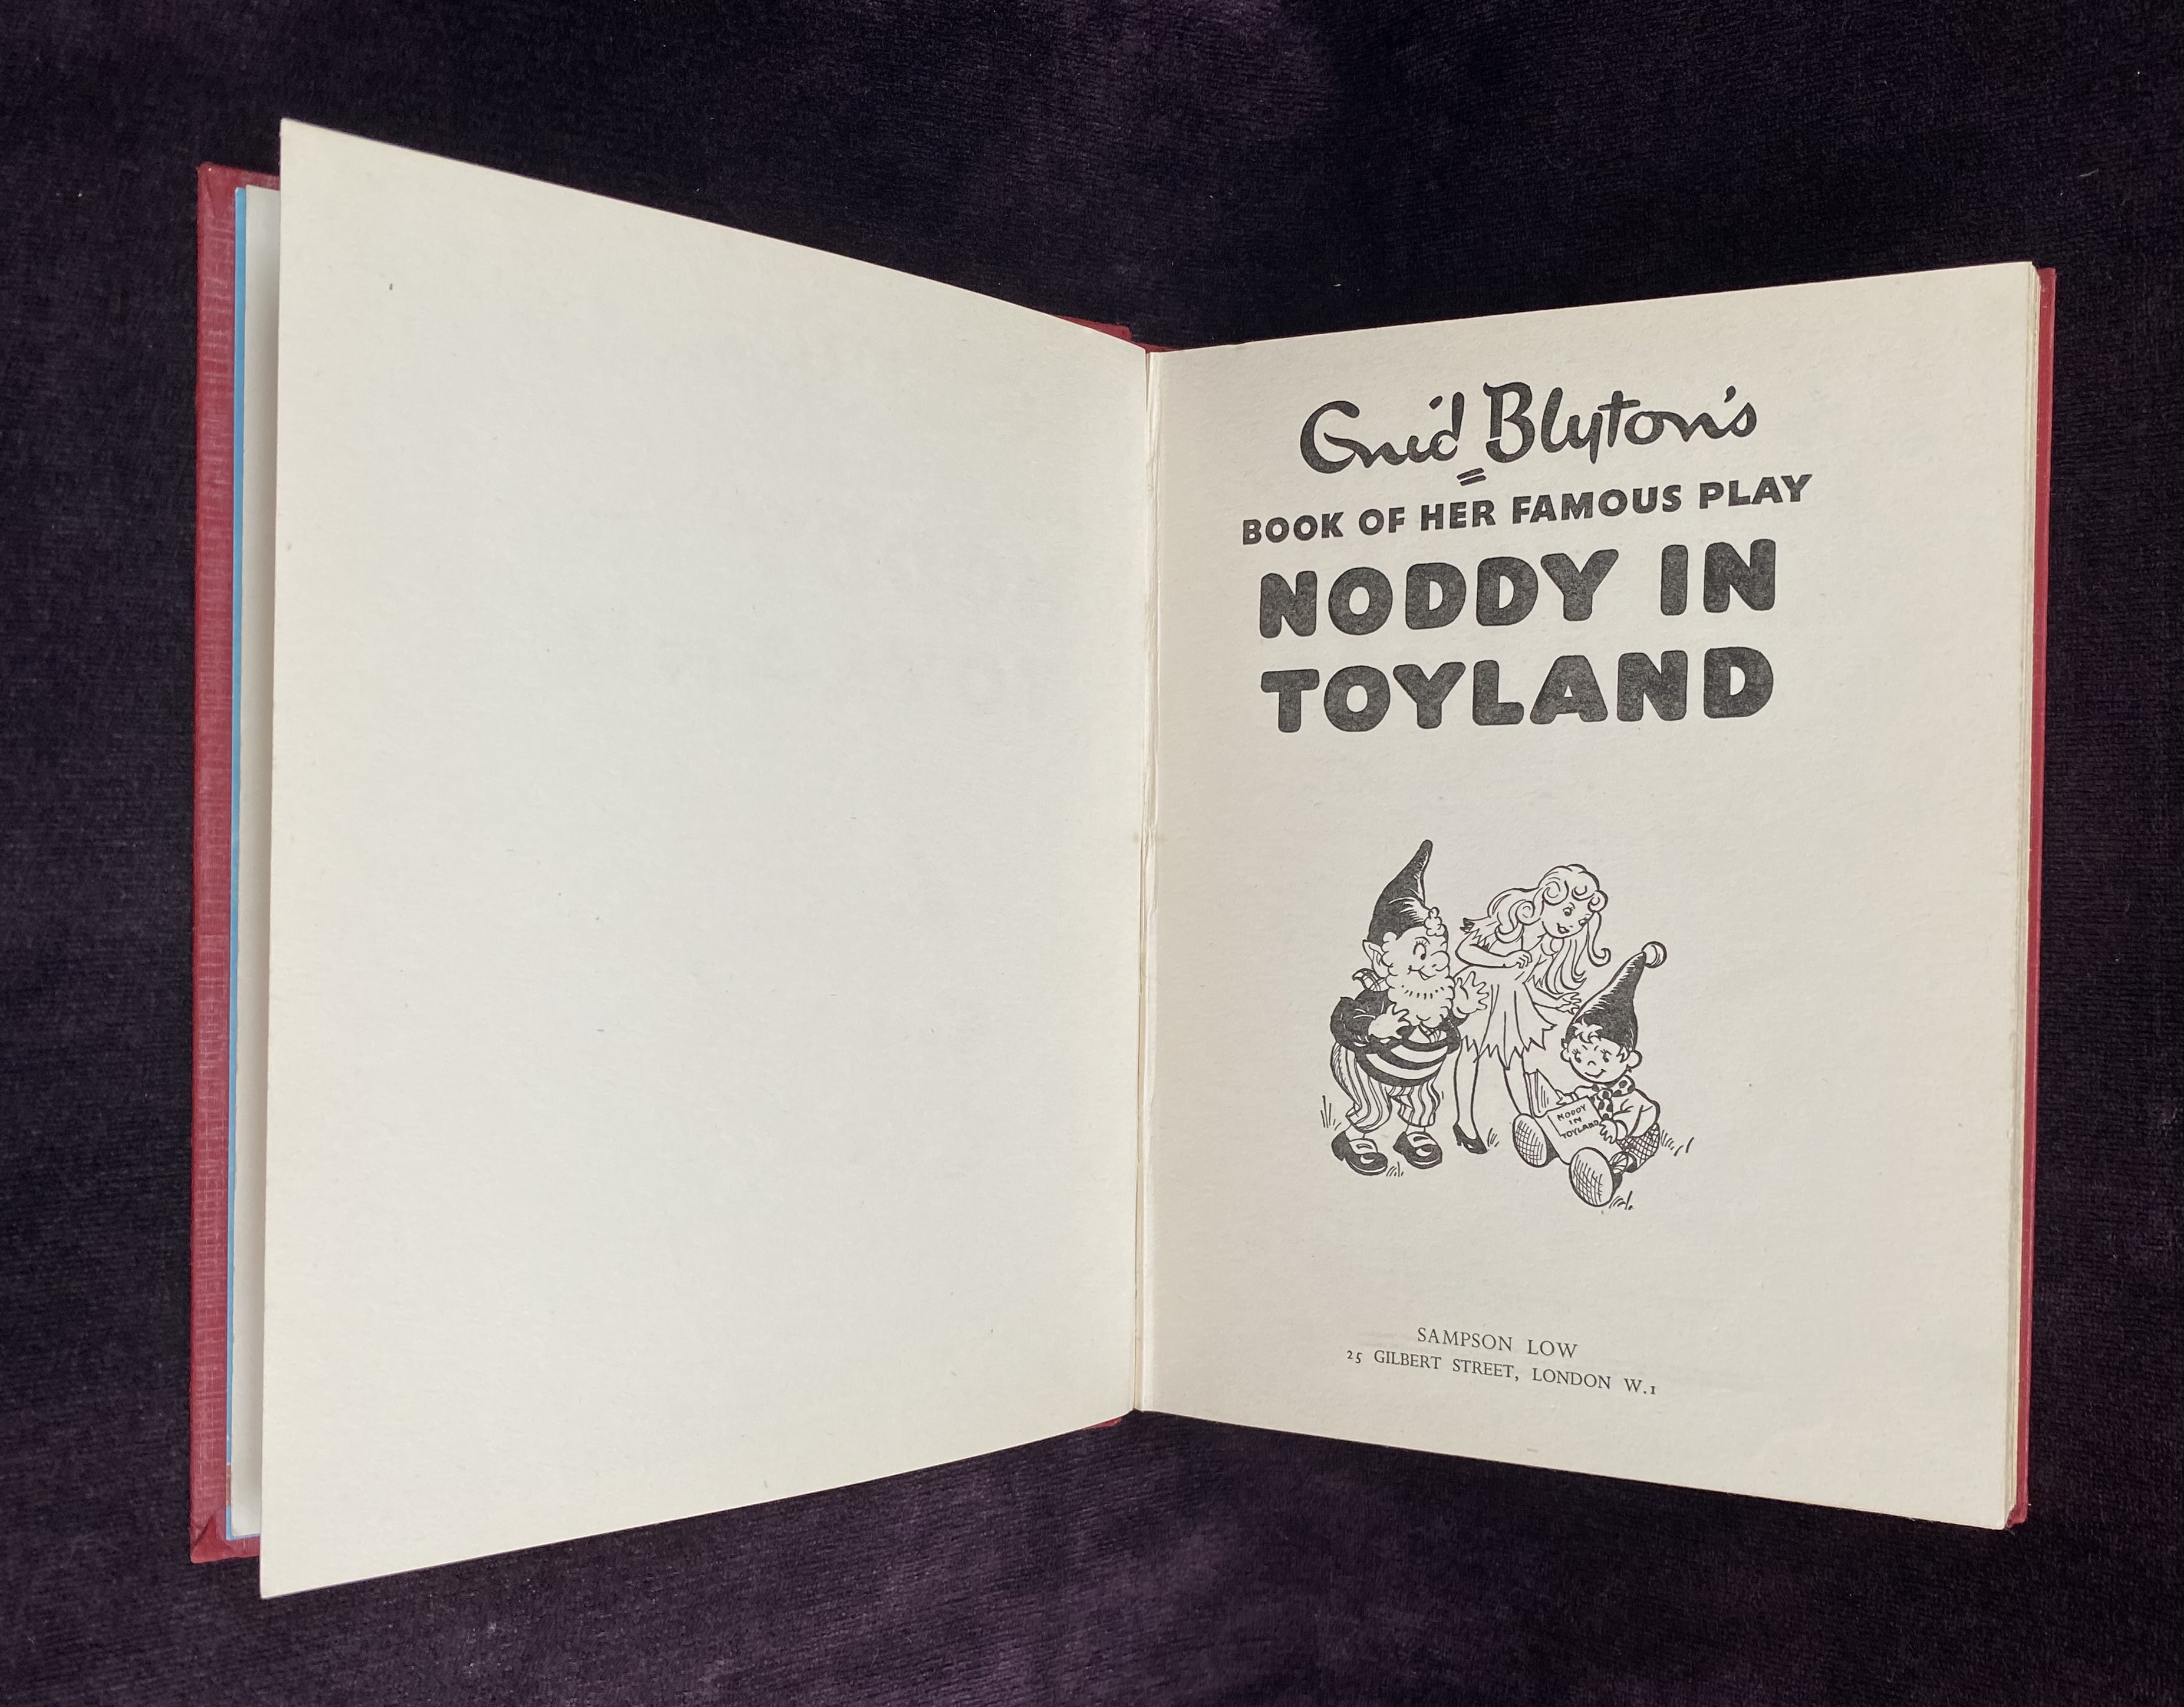 Enid Blyton's
BOOK OF HER FAMOUS PLAY
NODDY IN
TOYLAND
NODDY
IN
TOYLAND
SAMPSON LOW
25 GILBERT STREET, LONDON W.1